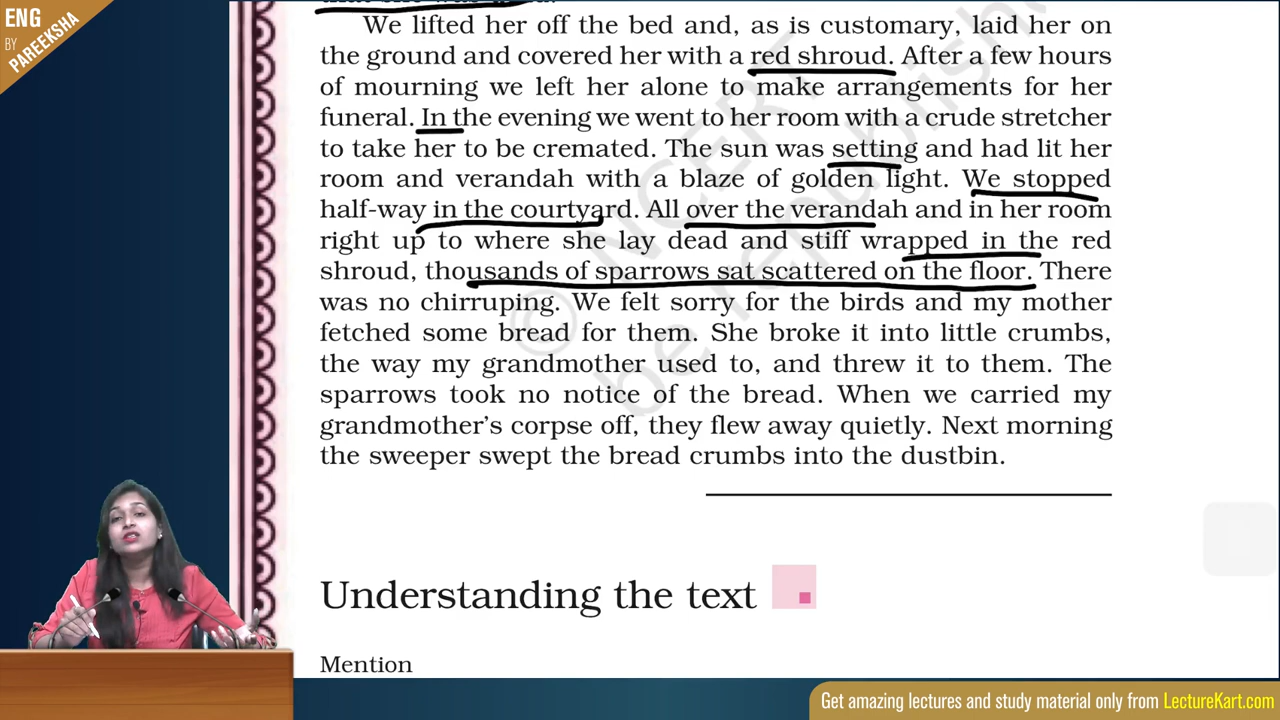 ENG
BY
PAREEKSHA
We lifted her off the bed and, as is customary, laid her on
the ground and covered her with a red shroud. After a few hours
of mourning we left her alone to make arrangements for her
funeral. In the evening we went to her room with a crude stretcher
to take her to be cremated. The sun was setting and had lit her
room and verandah with a blaze of golden light. We stopped
half-way in the courtyard. All over the verandah and in her room
right up to where she lay dead and stiff wrapped in the red
shroud, thousands of sparrows sat scattered on the floor. There
was no chirruping. We felt sorry for the birds and my mother
fetched some bread for them. She broke it into little crumbs,
the way my grandmother used to, and threw it to them. The
sparrows took no notice of the bread. When we carried my
grandmother's corpse off, they flew away quietly. Next morning
the sweeper swept the bread crumbs into the dustbin.
© NCERT
be republished
Understanding the text
Mention
Get amazing lectures and study material only from LectureKart.com